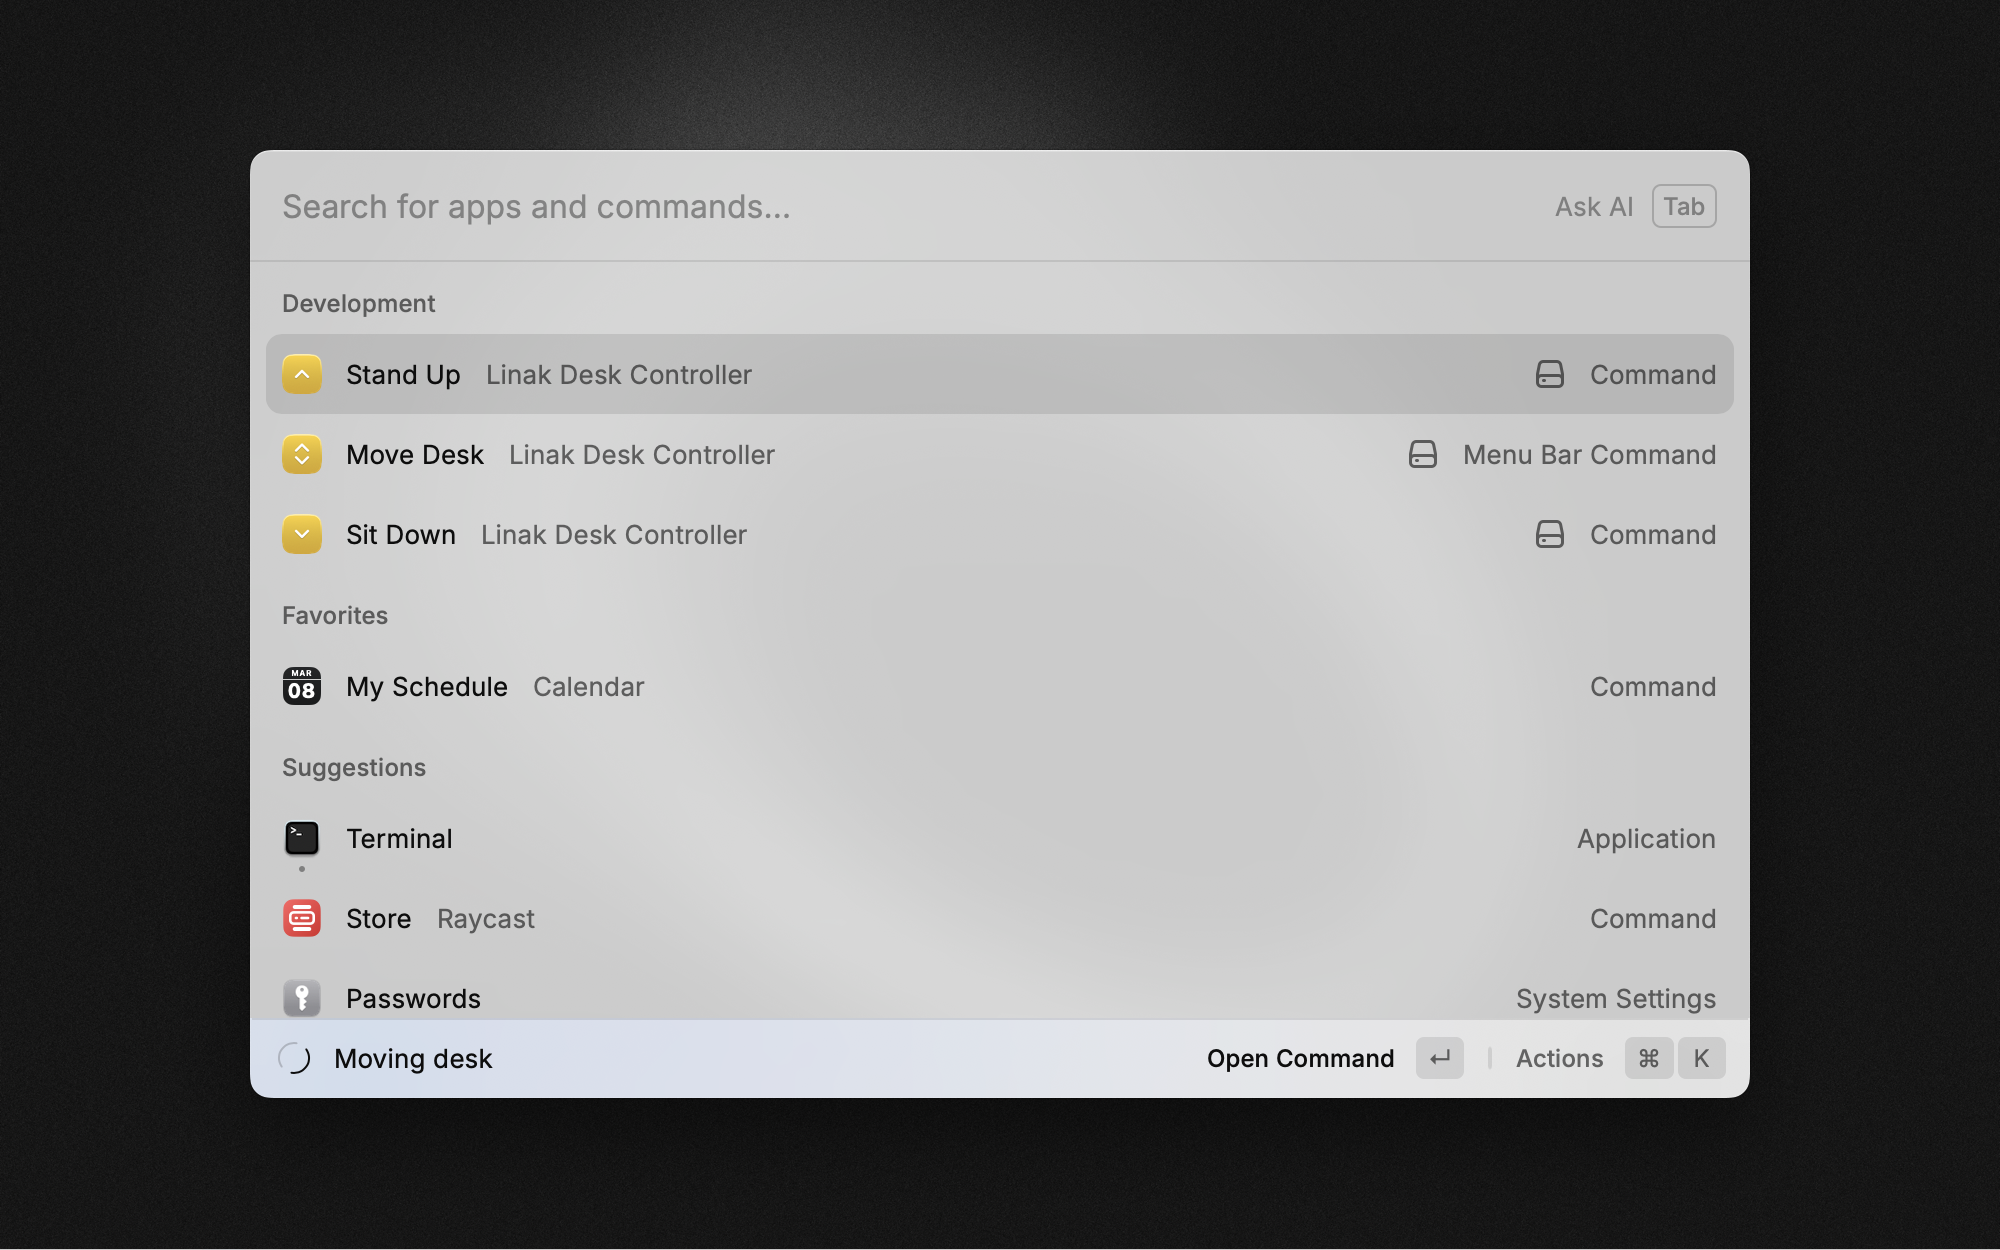 Search for apps and commands... Ask AI Tab
Development
Stand Up Linak Desk Controller Command
Move Desk Linak Desk Controller Menu Bar Command
Sit Down Linak Desk Controller Command
Favorites
MAR
08 My Schedule Calendar Command
Suggestions
>_ Terminal Application
Store Raycast Command
Passwords System Settings
Moving desk Open Command ↵ Actions ⌘ K